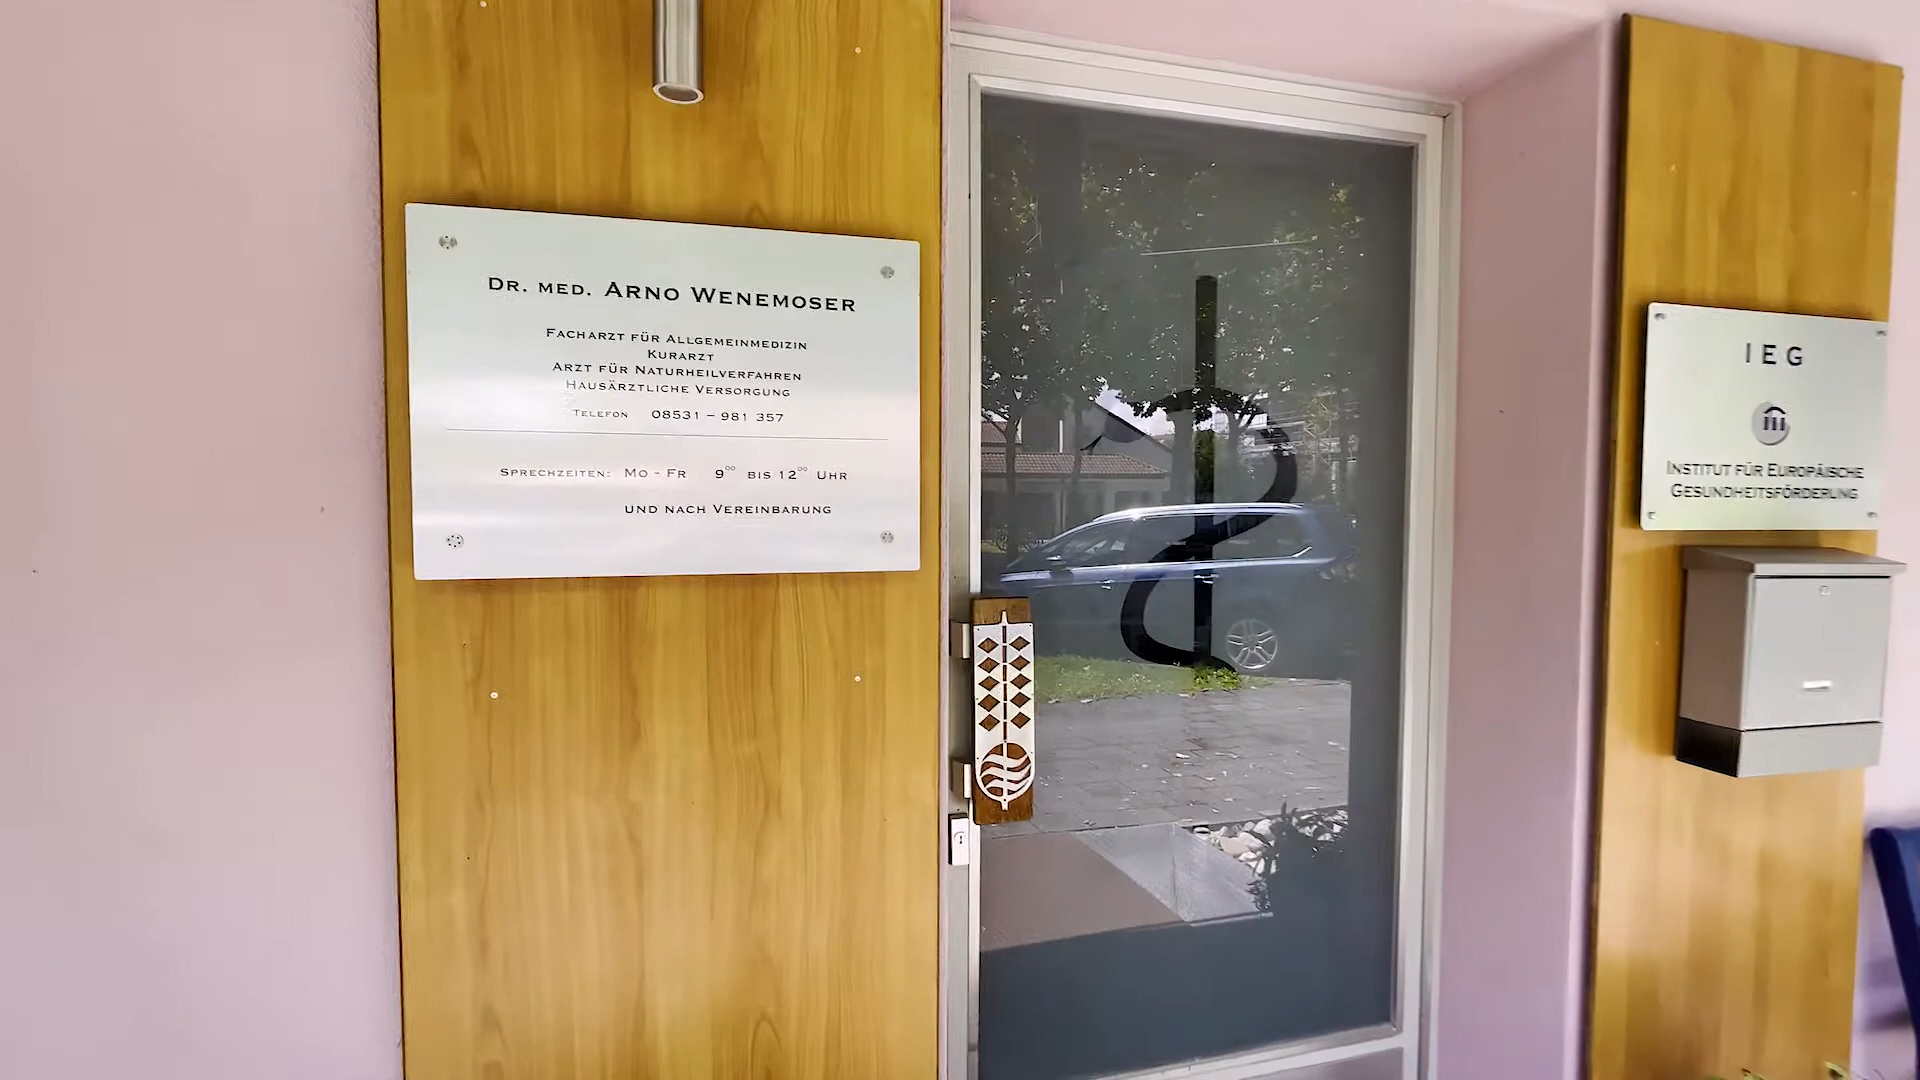 DR. MED. ARNO WENEMOSER
FACHARZT FÜR ALLGEMEINMEDIZIN
KURARZT
ARZT FÜR NATURHEILVERFAHREN
HAUSÄRZTLICHE VERSORGUNG
TELEFON 08531 – 981 357
SPRECHZEITEN: MO - FR 9⁰⁰ BIS 12⁰⁰ UHR
UND NACH VEREINBARUNG
IEG
INSTITUT FÜR EUROPÄISCHE
GESUNDHEITSFÖRDERUNG